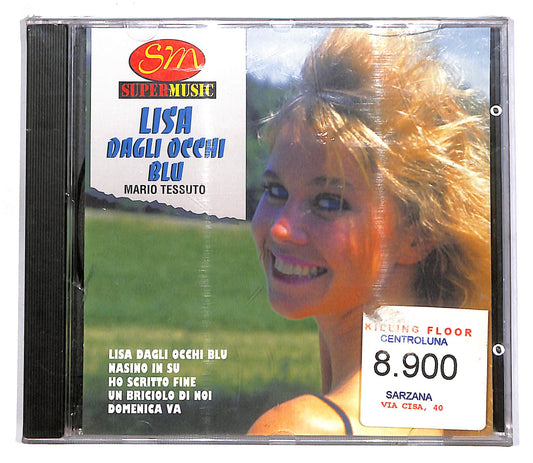 SM
SUPERMUSIC
LISA
DAGLI OCCHI
BLU
MARIO TESSUTO
LISA DAGLI OCCHI BLU
NASINO IN SU
HO SCRITTO FINE
UN BRICIOLO DI NOI
DOMENICA VA
KILLING FLOOR
CENTROLUNA
8.900
SARZANA
VIA CISA, 40